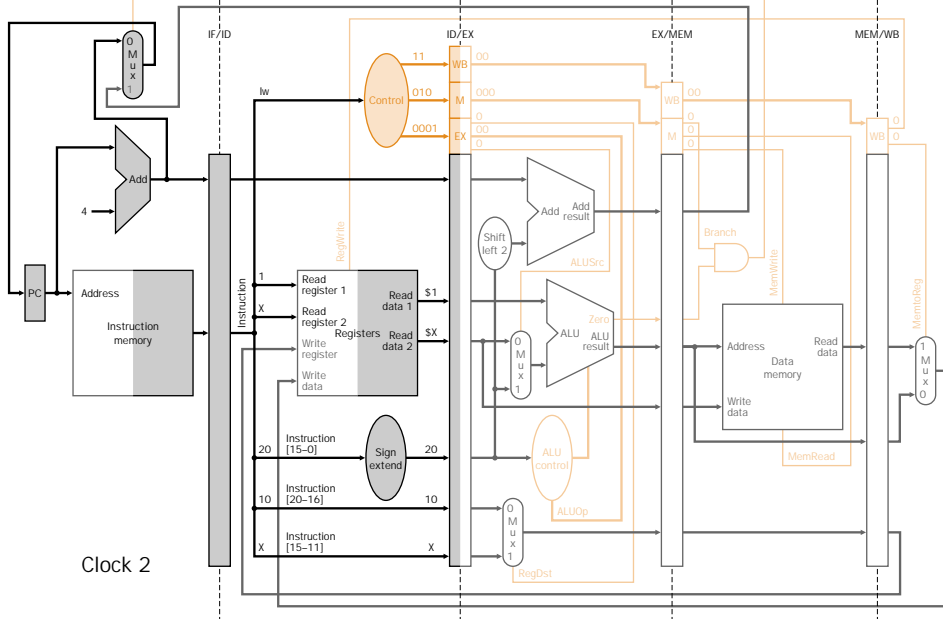 IF/ID
ID/EX
EX/MEM
MEM/WB
0
M
u
x
1
lw
Control
11
010
0001
WB
M
EX
00
000
0
00
0
WB
M
00
0
0
WB
0
0
Add
4
RegWrite
Add
Add
result
Shift
left 2
ALUSrc
Branch
MemWrite
MemtoReg
PC
Address
Instruction
memory
Instruction
1
X
Read
register 1
Read
register 2
Registers
Write
register
Write
data
Read
data 1
Read
data 2
$1
$X
0
M
u
x
1
ALU
Zero
ALU
result
Address
Read
data
Data
memory
Write
data
1
M
u
x
0
Instruction
[15–0]
20
Sign
extend
20
ALU
control
MemRead
Instruction
[20–16]
10
10
ALUOp
Instruction
[15–11]
X
X
0
M
u
x
1
RegDst
Clock 2